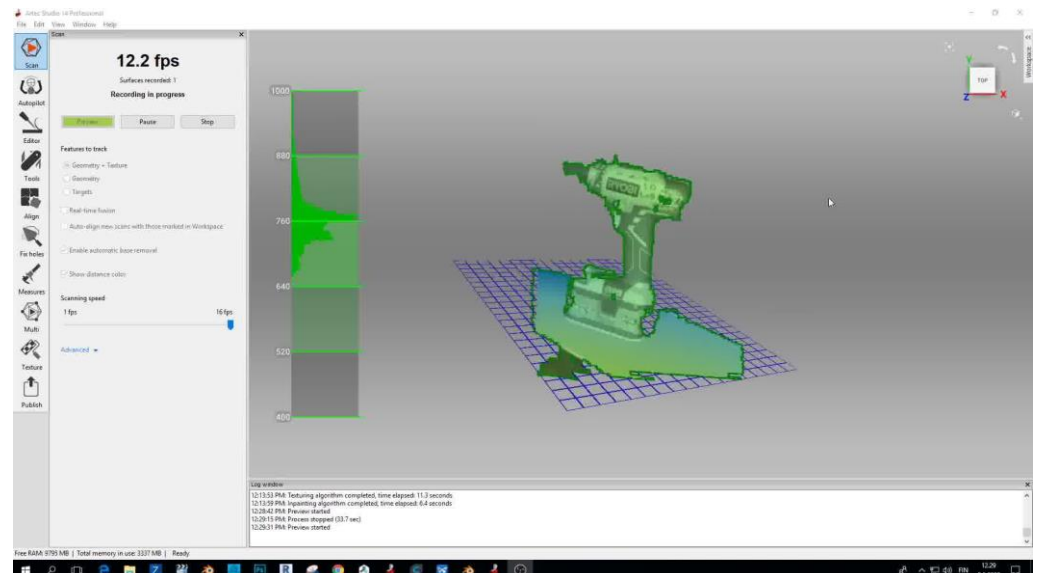 Artec Studio 14 Professional
File Edit View Window Help
Scan
Scan
Autopilot
Editor
Tools
Align
Fix holes
Measures
Multi
Texture
Publish
12.2 fps
Surfaces recorded: 1
Recording in progress
Preview Pause Stop
Features to track
Geometry + Texture
Geometry
Targets
Real-time fusion
Auto-align new scans with those marked in Workspace
Enable automatic base removal
Show distance color
Scanning speed
1 fps 16 fps
Advanced
1000
880
760
640
520
400
RYOBI
Y
TOP
Z X
Workspace
Log window
12:13:53 PM: Texturing algorithm completed, time elapsed: 11.3 seconds
12:13:59 PM: Inpainting algorithm completed, time elapsed: 6.4 seconds
12:28:42 PM: Preview started
12:29:15 PM: Process stopped (33.7 sec)
12:29:31 PM: Preview started
Free RAM: 9795 MB | Total memory in use: 3337 MB | Ready
FIN 12.29